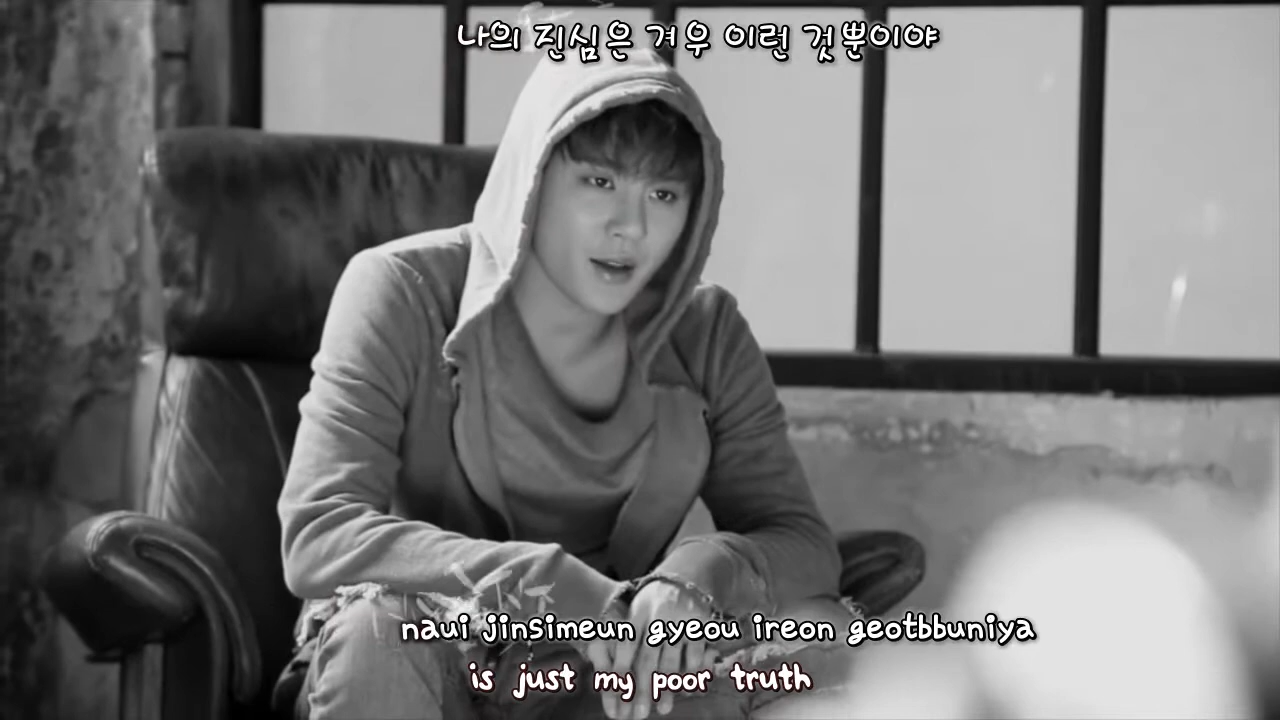 나의 진심은 겨우 이런 것뿐이야
naui jinsimeun gyeou ireon geotbbuniya
is just my poor truth